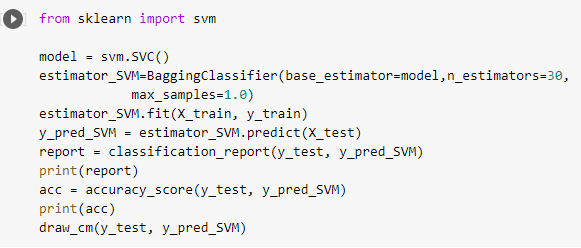 from sklearn import svm
model = svm.SVC()
estimator_SVM=BaggingClassifier(base_estimator=model,n_estimators=30,
max_samples=1.0)
estimator_SVM.fit(X_train, y_train)
y_pred_SVM = estimator_SVM.predict(X_test)
report = classification_report(y_test, y_pred_SVM)
print(report)
acc = accuracy_score(y_test, y_pred_SVM)
print(acc)
draw_cm(y_test, y_pred_SVM)